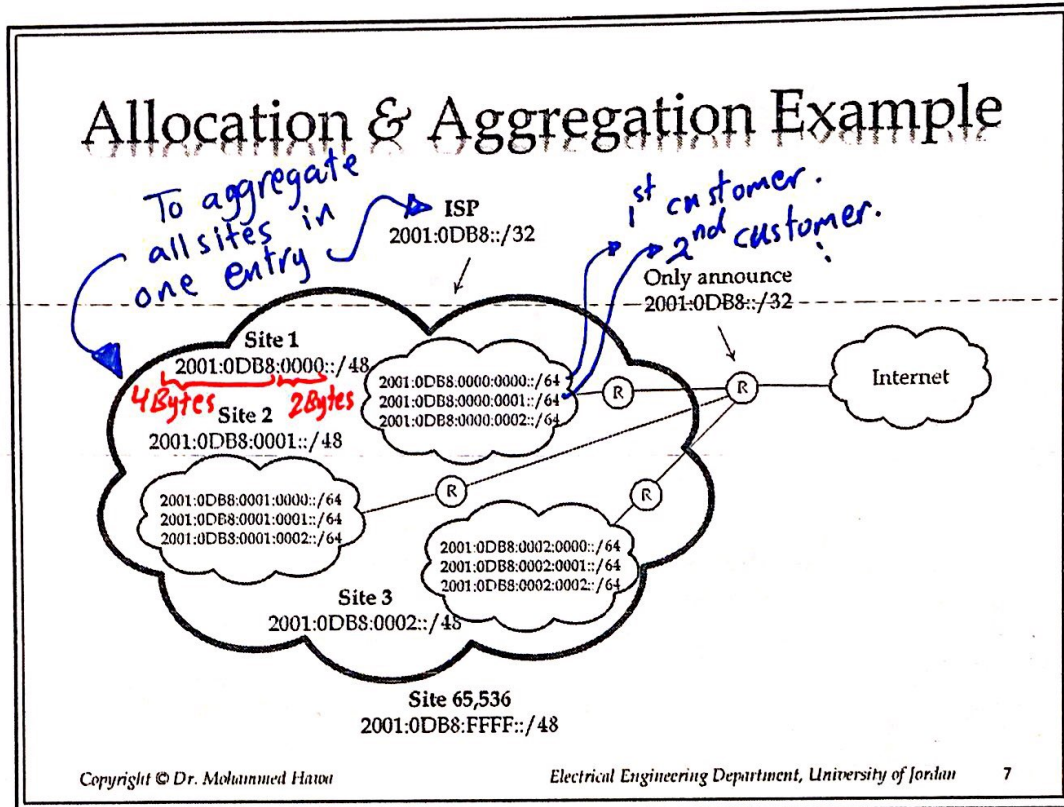 Allocation & Aggregation Example
To aggregate
all sites in
one entry
ISP
2001:0DB8::/32
1st customer.
2nd customer.
Only announce
2001:0DB8::/32
Site 1
2001:0DB8:0000::/48
4Bytes
2Bytes
Site 2
2001:0DB8:0001::/48
2001:0DB8:0000:0000::/64
2001:0DB8:0000:0001::/64
2001:0DB8:0000:0002::/64
R
R
Internet
2001:0DB8:0001:0000::/64
2001:0DB8:0001:0001::/64
2001:0DB8:0001:0002::/64
R
R
2001:0DB8:0002:0000::/64
2001:0DB8:0002:0001::/64
2001:0DB8:0002:0002::/64
Site 3
2001:0DB8:0002::/48
Site 65,536
2001:0DB8:FFFF::/48
Copyright © Dr. Mohammed Hawa
Electrical Engineering Department, University of Jordan 7